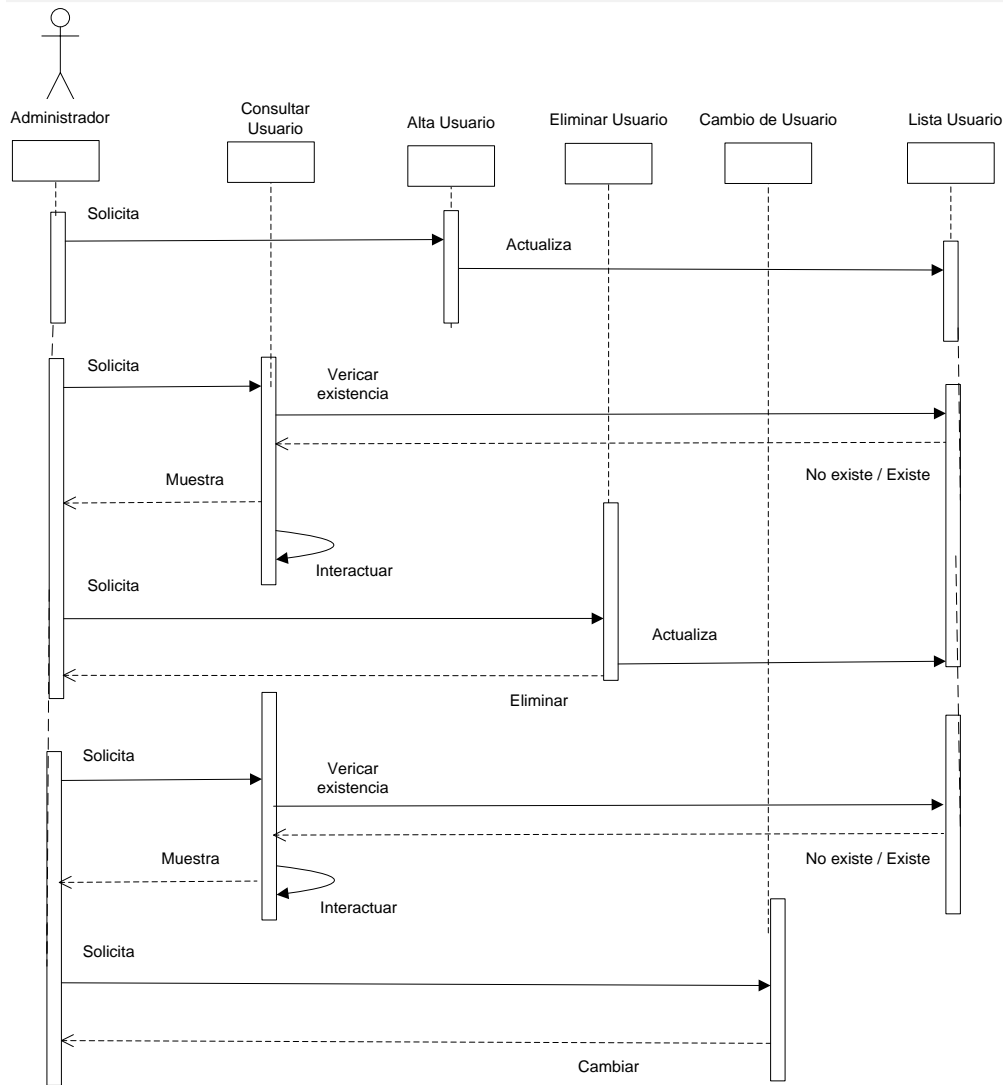 Administrador
Consultar
Usuario
Alta Usuario
Eliminar Usuario
Cambio de Usuario
Lista Usuario
Solicita
Actualiza
Solicita
Vericar
existencia
No existe / Existe
Muestra
Interactuar
Solicita
Actualiza
Eliminar
Solicita
Vericar
existencia
Muestra
No existe / Existe
Interactuar
Solicita
Cambiar